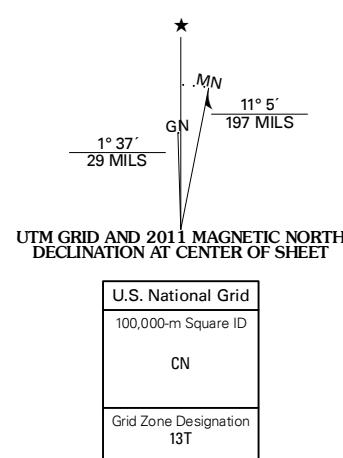 ★
MN
GN
11° 5´
197 MILS
1° 37´
29 MILS
UTM GRID AND 2011 MAGNETIC NORTH
DECLINATION AT CENTER OF SHEET
U.S. National Grid
100,000-m Square ID
CN
Grid Zone Designation
13T